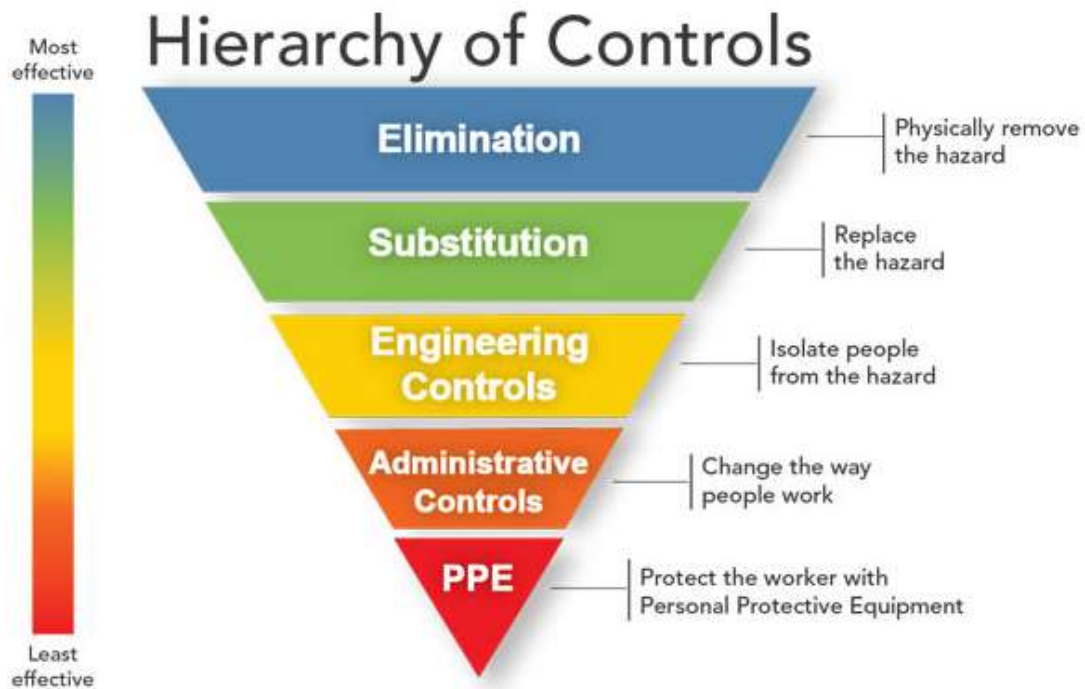 Hierarchy of Controls
Most
effective
Elimination
Physically remove
the hazard
Substitution
Replace
the hazard
Engineering
Controls
Isolate people
from the hazard
Administrative
Controls
Change the way
people work
PPE
Protect the worker with
Personal Protective Equipment
Least
effective